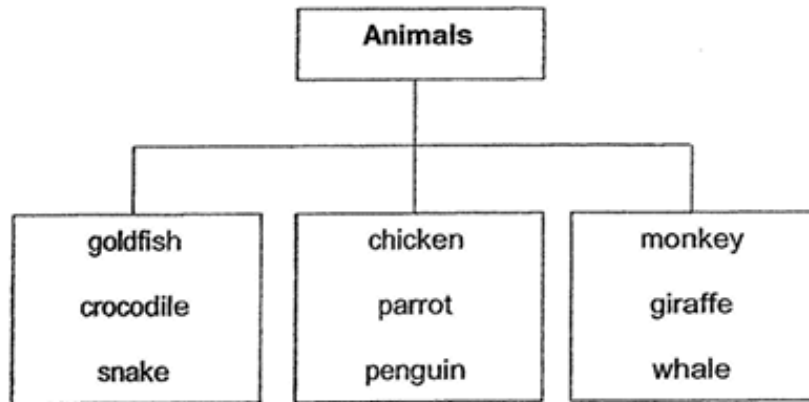 Animals
goldfish
crocodile
snake
chicken
parrot
penguin
monkey
giraffe
whale